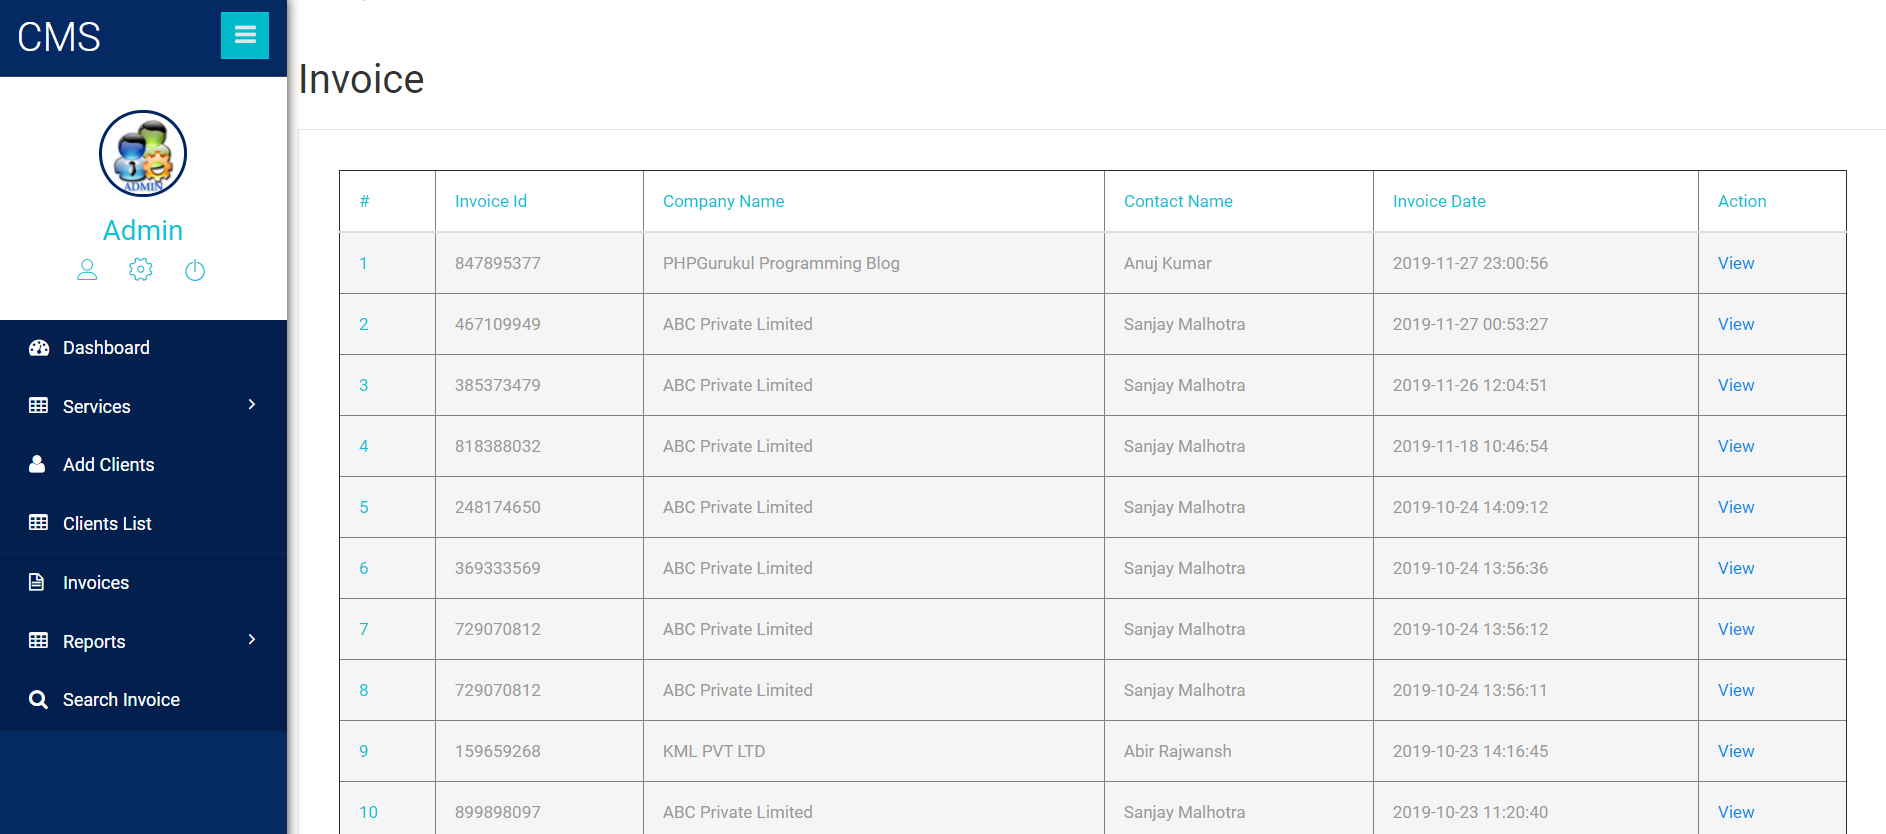 CMS
Invoice
ADMIN
Admin
Dashboard
Services
Add Clients
Clients List
Invoices
Reports
Search Invoice
# Invoice Id Company Name Contact Name Invoice Date Action
1 847895377 PHPGurukul Programming Blog Anuj Kumar 2019-11-27 23:00:56 View
2 467109949 ABC Private Limited Sanjay Malhotra 2019-11-27 00:53:27 View
3 385373479 ABC Private Limited Sanjay Malhotra 2019-11-26 12:04:51 View
4 818388032 ABC Private Limited Sanjay Malhotra 2019-11-18 10:46:54 View
5 248174650 ABC Private Limited Sanjay Malhotra 2019-10-24 14:09:12 View
6 369333569 ABC Private Limited Sanjay Malhotra 2019-10-24 13:56:36 View
7 729070812 ABC Private Limited Sanjay Malhotra 2019-10-24 13:56:12 View
8 729070812 ABC Private Limited Sanjay Malhotra 2019-10-24 13:56:11 View
9 159659268 KML PVT LTD Abir Rajwansh 2019-10-23 14:16:45 View
10 899898097 ABC Private Limited Sanjay Malhotra 2019-10-23 11:20:40 View